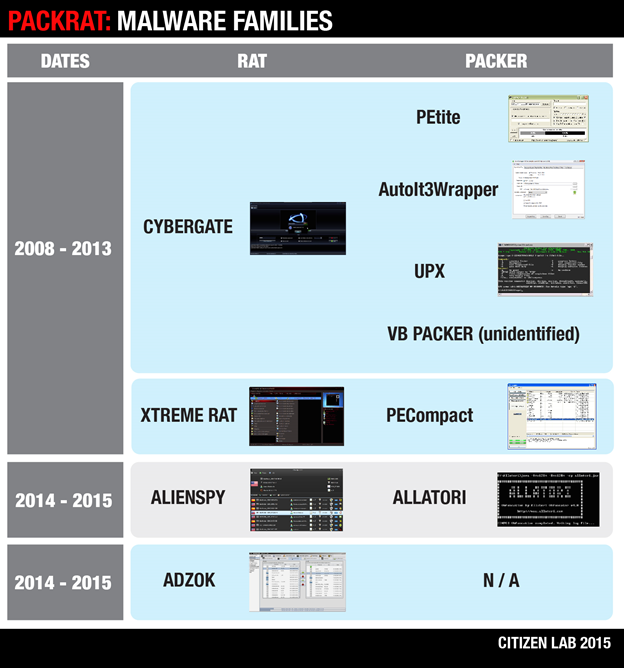 PACKRAT: MALWARE FAMILIES
DATES RAT PACKER
2008 - 2013
CYBERGATE
PEtite
AutoIt3Wrapper
UPX
VB PACKER (unidentified)
XTREME RAT PECompact
2014 - 2015 ALIENSPY ALLATORI
ALLATORI
2014 - 2015 ADZOK N / A
CITIZEN LAB 2015